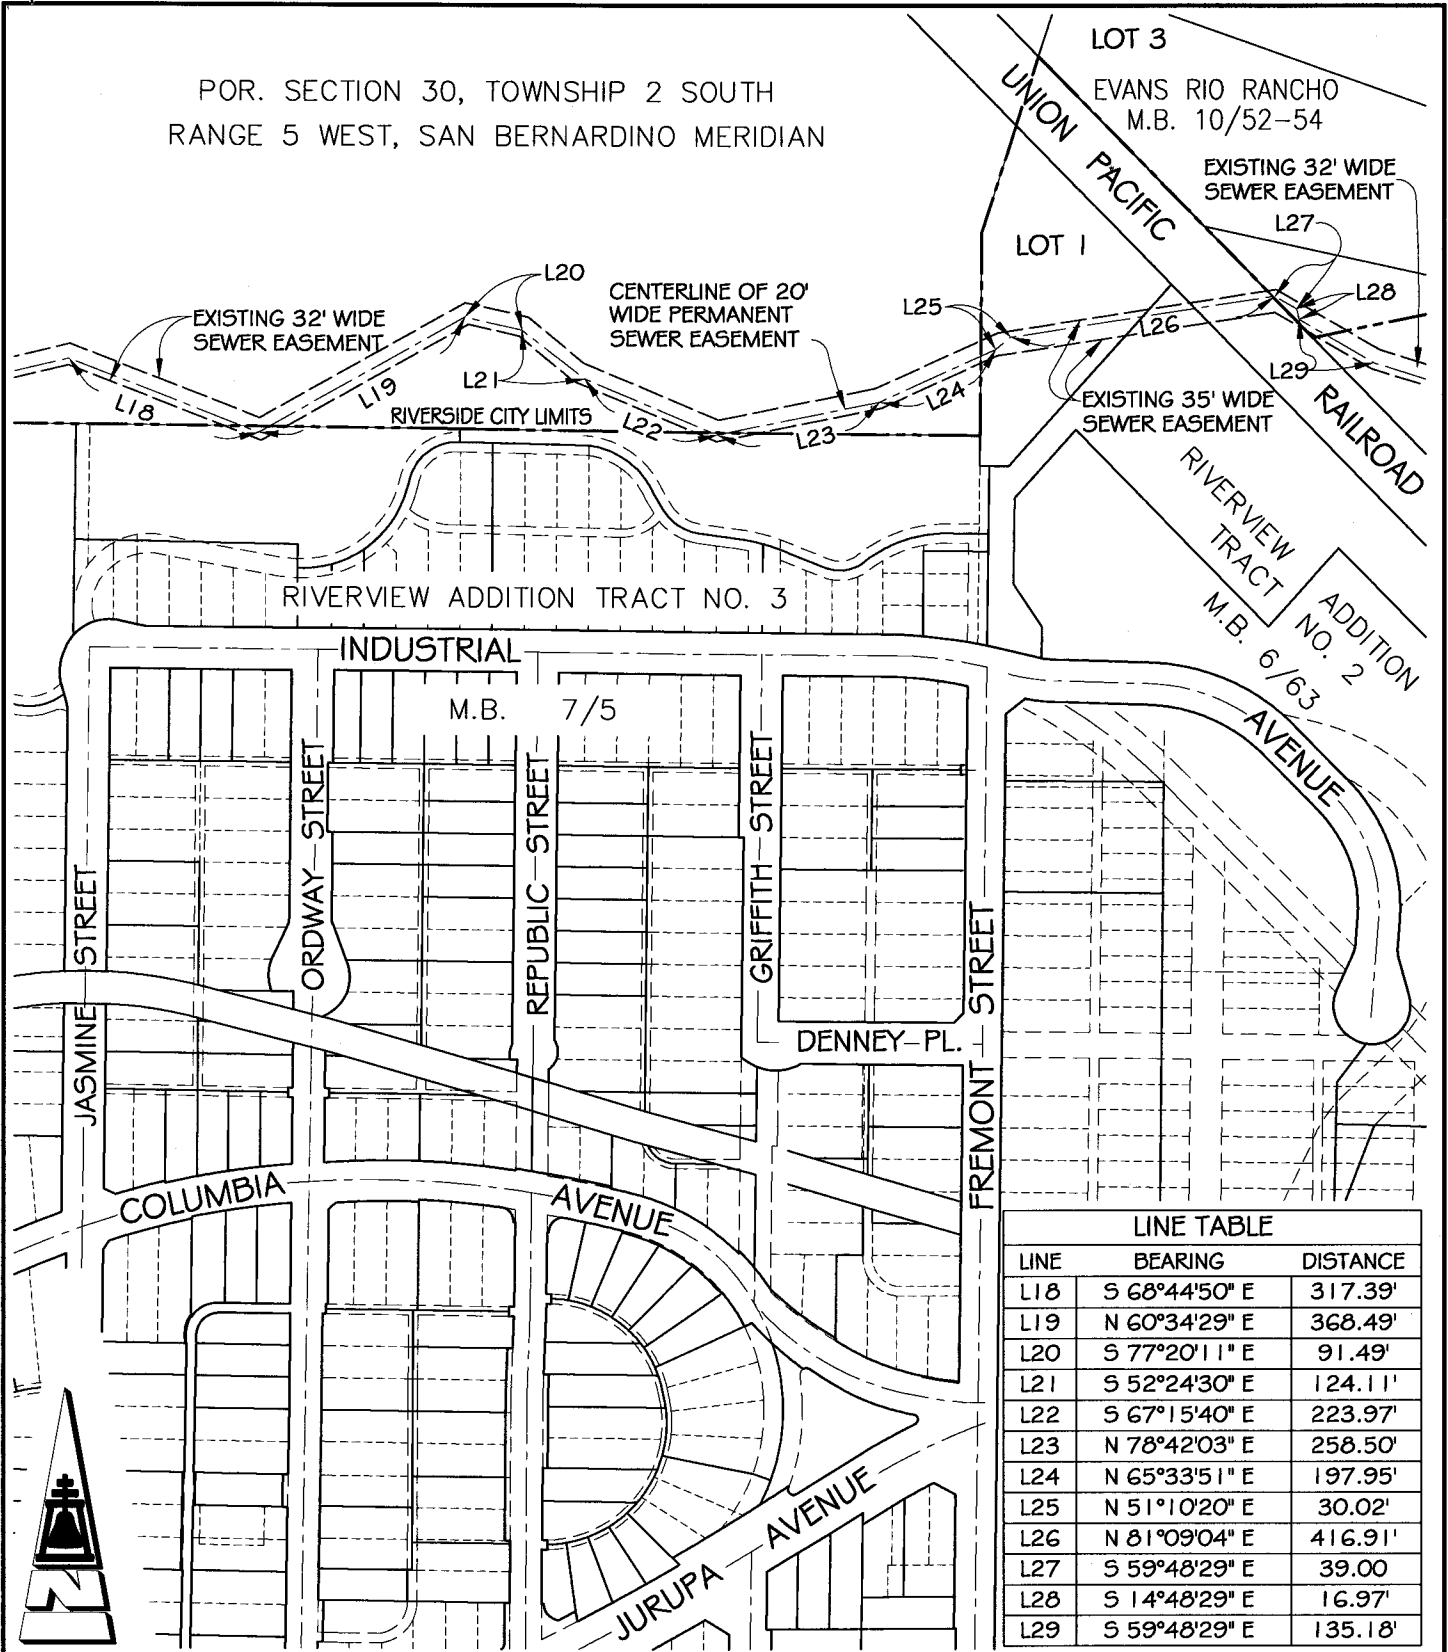 POR. SECTION 30, TOWNSHIP 2 SOUTH
RANGE 5 WEST, SAN BERNARDINO MERIDIAN
LOT 3
EVANS RIO RANCHO
M.B. 10/52-54
UNION PACIFIC
RAILROAD
EXISTING 32' WIDE
SEWER EASEMENT
L27
LOT 1
L28
L20
CENTERLINE OF 20'
WIDE PERMANENT
SEWER EASEMENT
L25
L26
EXISTING 32' WIDE
SEWER EASEMENT
L29
L21
L19
L18
L24
EXISTING 35' WIDE
SEWER EASEMENT
RIVERSIDE CITY LIMITS
L22
L23
RIVERVIEW
TRACT
ADDITION
NO. 2
M.B. 6/63
RIVERVIEW ADDITION TRACT NO. 3
INDUSTRIAL
AVENUE
M.B. 7/5
JASMINE STREET
ORDWAY STREET
REPUBLIC STREET
GRIFFITH STREET
FREMONT STREET
DENNEY PL.
COLUMBIA
AVENUE
JURUPA AVENUE
N
LINE TABLE
LINE BEARING DISTANCE
L18 S 68°44'50" E 317.39'
L19 N 60°34'29" E 368.49'
L20 S 77°20'11" E 91.49'
L21 S 52°24'30" E 124.11'
L22 S 67°15'40" E 223.97'
L23 N 78°42'03" E 258.50'
L24 N 65°33'51" E 197.95'
L25 N 51°10'20" E 30.02'
L26 N 81°09'04" E 416.91'
L27 S 59°48'29" E 39.00
L28 S 14°48'29" E 16.97'
L29 S 59°48'29" E 135.18'